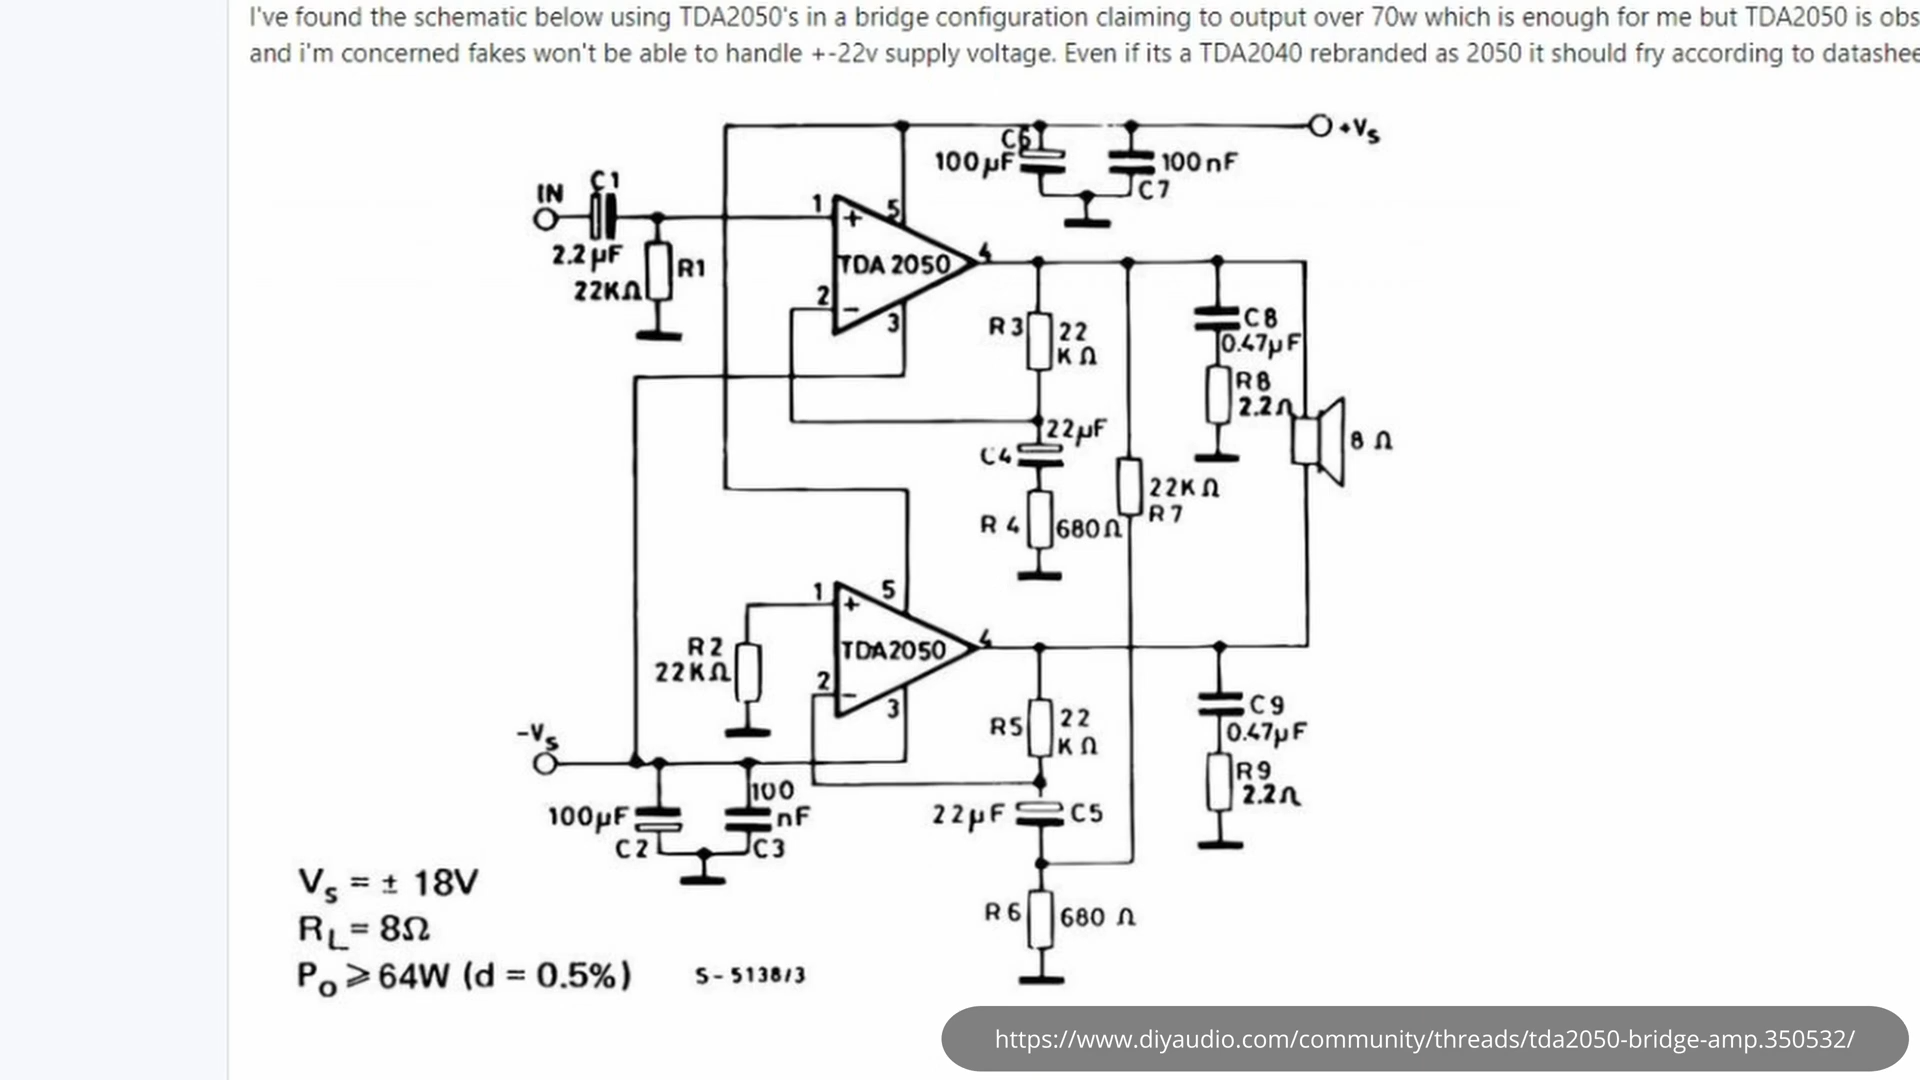 I've found the schematic below using TDA2050's in a bridge configuration claiming to output over 70w which is enough for me but TDA2050 is obs
and i'm concerned fakes won't be able to handle +-22v supply voltage. Even if its a TDA2040 rebranded as 2050 it should fry according to datashee
+Vs
C6
100µF
100nF
C7
IN
C1
2.2µF
22KΩ
R1
1
+
5
TDA 2050
4
2
−
3
R3
22
KΩ
C8
0.47µF
R8
2.2Ω
8 Ω
22µF
C4
22KΩ
R7
R4
680Ω
1
+
5
TDA2050
4
2
−
3
R2
22KΩ
R5
22
KΩ
C9
0.47µF
R9
2.2Ω
-Vs
100
nF
C3
100µF
C2
22µF
C5
R6
680 Ω
Vs = ± 18V
RL = 8Ω
Po ⩾ 64W (d = 0.5%)
S-5138/3
https://www.diyaudio.com/community/threads/tda2050-bridge-amp.350532/